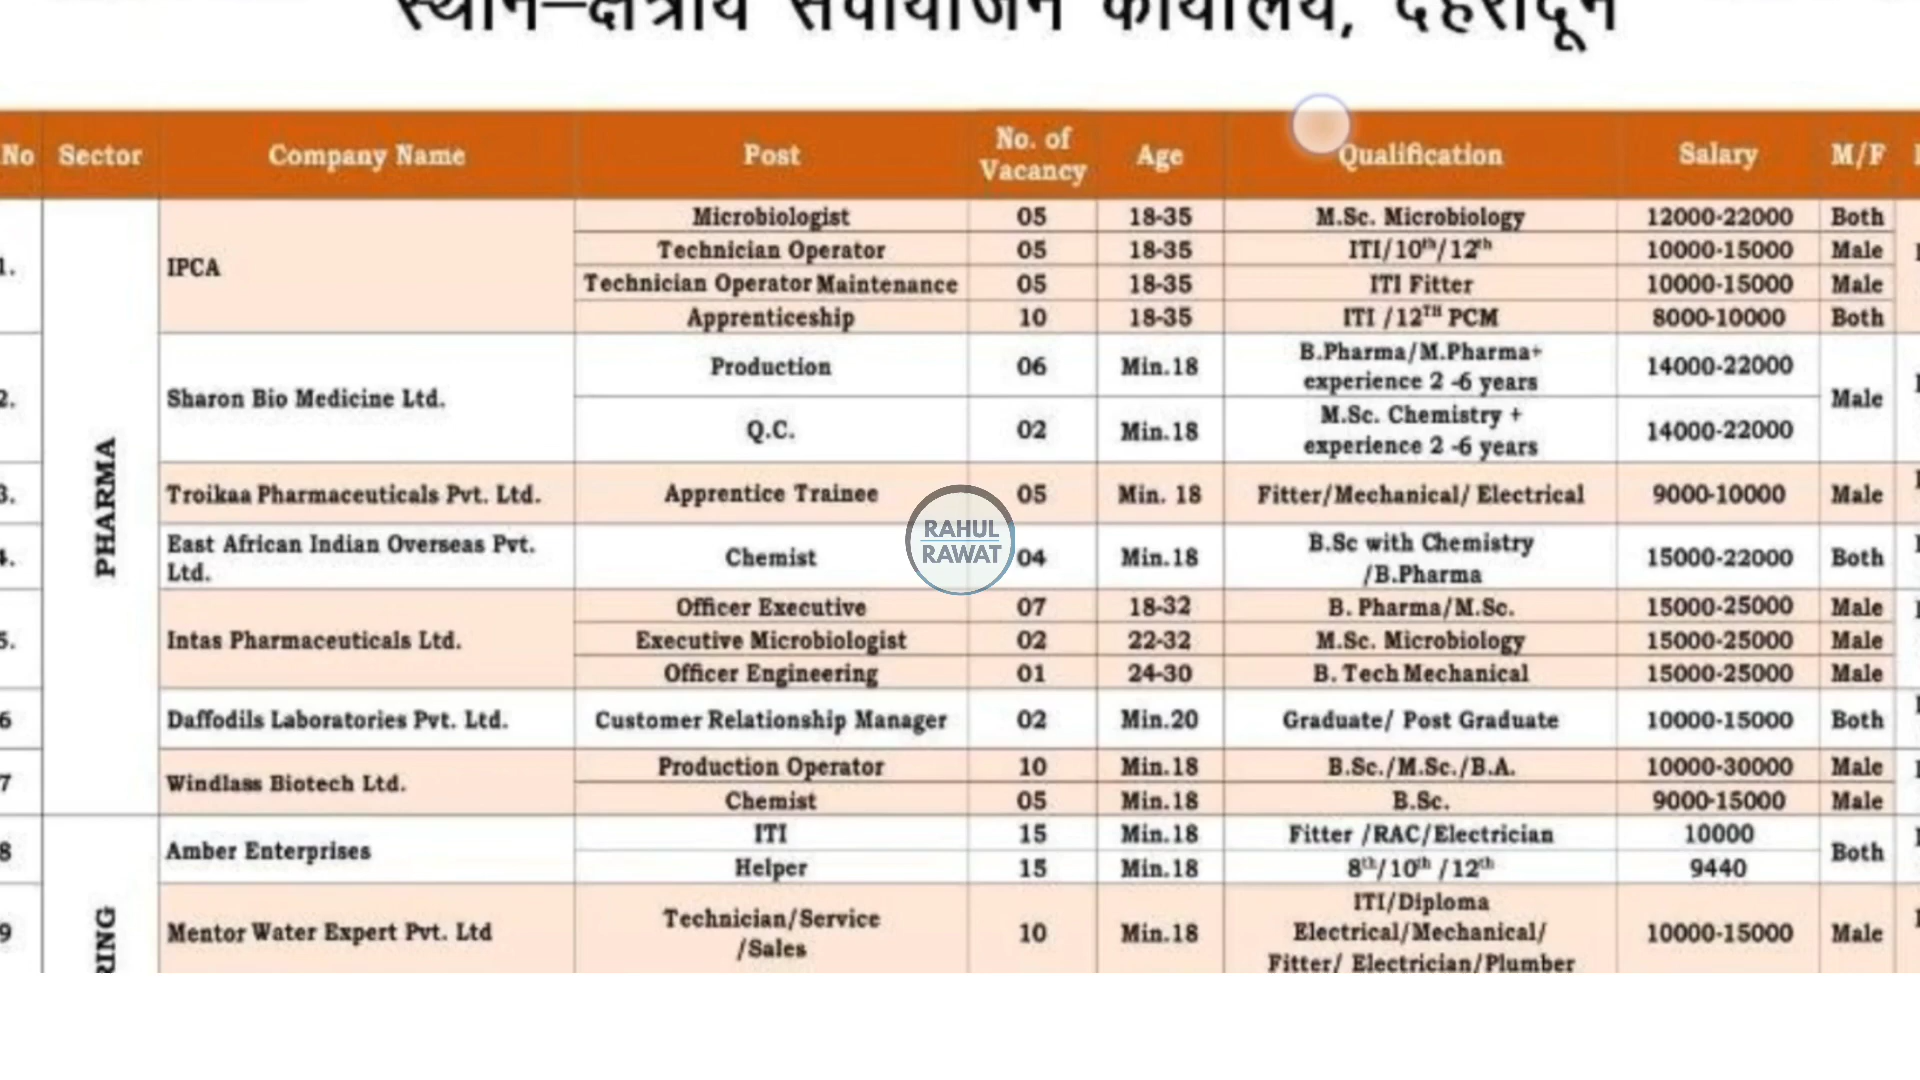 स्थान–क्षेत्रीय सेवायोजन कार्यालय, देहरादून
No Sector Company Name Post No. of Vacancy Age Qualification Salary M/F
PHARMA
1. IPCA
Microbiologist 05 18-35 M.Sc. Microbiology 12000-22000 Both
Technician Operator 05 18-35 ITI/10th/12th 10000-15000 Male
Technician Operator Maintenance 05 18-35 ITI Fitter 10000-15000 Male
Apprenticeship 10 18-35 ITI /12TH PCM 8000-10000 Both
2. Sharon Bio Medicine Ltd.
Production 06 Min.18 B.Pharma/M.Pharma+
experience 2 -6 years 14000-22000
Male
Q.C. 02 Min.18 M.Sc. Chemistry +
experience 2 -6 years 14000-22000
3. Troikaa Pharmaceuticals Pvt. Ltd. Apprentice Trainee 05 Min. 18 Fitter/Mechanical/ Electrical 9000-10000 Male
4. East African Indian Overseas Pvt.
Ltd. Chemist 04 Min.18 B.Sc with Chemistry
/B.Pharma 15000-22000 Both
5. Intas Pharmaceuticals Ltd.
Officer Executive 07 18-32 B. Pharma/M.Sc. 15000-25000 Male
Executive Microbiologist 02 22-32 M.Sc. Microbiology 15000-25000 Male
Officer Engineering 01 24-30 B. Tech Mechanical 15000-25000 Male
6 Daffodils Laboratories Pvt. Ltd. Customer Relationship Manager 02 Min.20 Graduate/ Post Graduate 10000-15000 Both
7 Windlass Biotech Ltd.
Production Operator 10 Min.18 B.Sc./M.Sc./B.A. 10000-30000 Male
Chemist 05 Min.18 B.Sc. 9000-15000 Male
8 Amber Enterprises
ITI 15 Min.18 Fitter /RAC/Electrician 10000
Both
Helper 15 Min.18 8th/10th /12th 9440
9 Mentor Water Expert Pvt. Ltd Technician/Service
/Sales 10 Min.18 ITI/Diploma
Electrical/Mechanical/
Fitter/ Electrician/Plumber 10000-15000 Male
RING
RAHUL
RAWAT